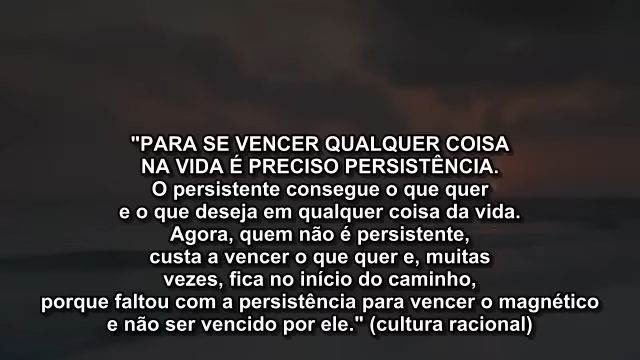 "PARA SE VENCER QUALQUER COISA
NA VIDA É PRECISO PERSISTÊNCIA.
O persistente consegue o que quer
e o que deseja em qualquer coisa da vida.
Agora, quem não é persistente,
custa a vencer o que quer e, muitas
vezes, fica no início do caminho,
porque faltou com a persistência para vencer o magnético
e não ser vencido por ele." (cultura racional)